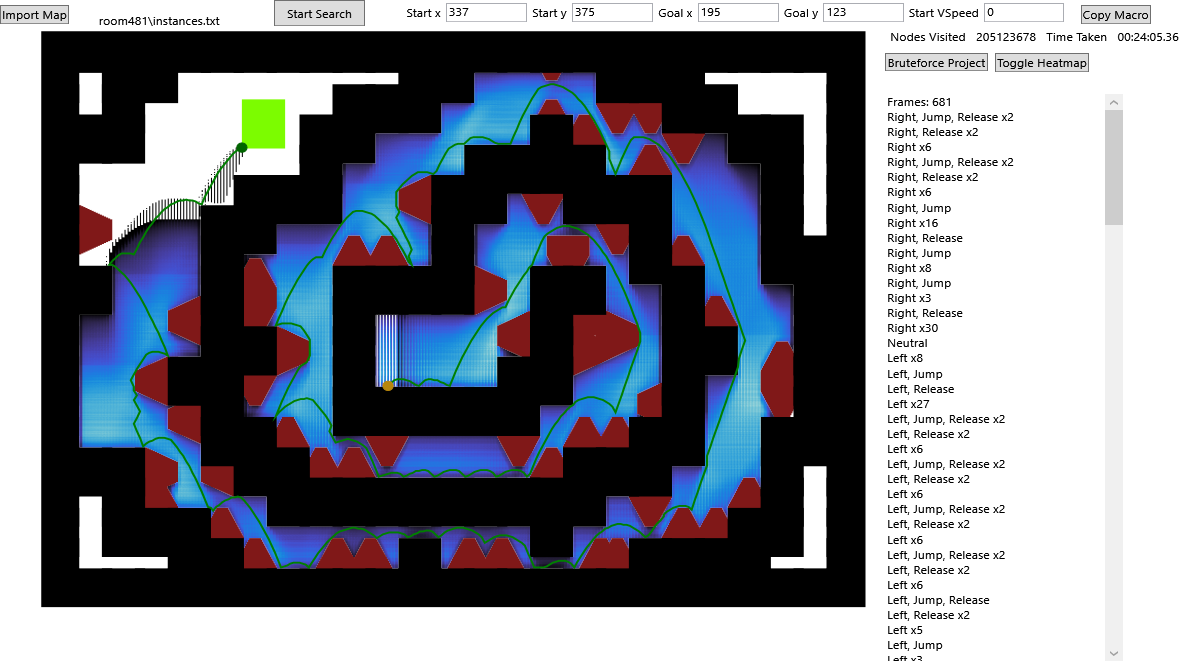 Import Map
room481\instances.txt
Start Search
Start x 337 Start y 375 Goal x 195 Goal y 123 Start VSpeed 0
Copy Macro
Nodes Visited 205123678 Time Taken 00:24:05.36
Bruteforce Project Toggle Heatmap
Frames: 681
Right, Jump, Release x2
Right, Release x2
Right x6
Right, Jump, Release x2
Right, Release x2
Right x6
Right, Jump
Right x16
Right, Release
Right, Jump
Right x8
Right, Jump
Right x3
Right, Release
Right x30
Neutral
Left x8
Left, Jump
Left, Release
Left x27
Left, Jump, Release x2
Left, Release x2
Left x6
Left, Jump, Release x2
Left, Release x2
Left x6
Left, Jump, Release x2
Left, Release x2
Left x6
Left, Jump, Release x2
Left, Release x2
Left x6
Left, Jump, Release
Left, Release x2
Left x5
Left, Jump
Left x3